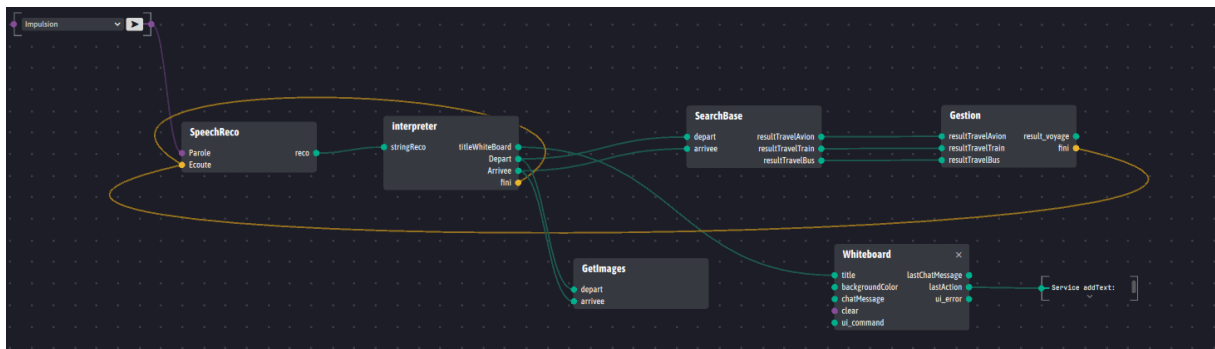 Impulsion
SpeechReco
Parole
Ecoute
reco
interpreter
stringReco
titleWhiteBoard
Depart
Arrivee
fini
SearchBase
depart
arrivee
resultTravelAvion
resultTravelTrain
resultTravelBus
Gestion
resultTravelAvion
resultTravelTrain
resultTravelBus
result_voyage
fini
GetImages
depart
arrivee
Whiteboard ×
title
backgroundColor
chatMessage
clear
ui_command
lastChatMessage
lastAction
ui_error
Service addText: